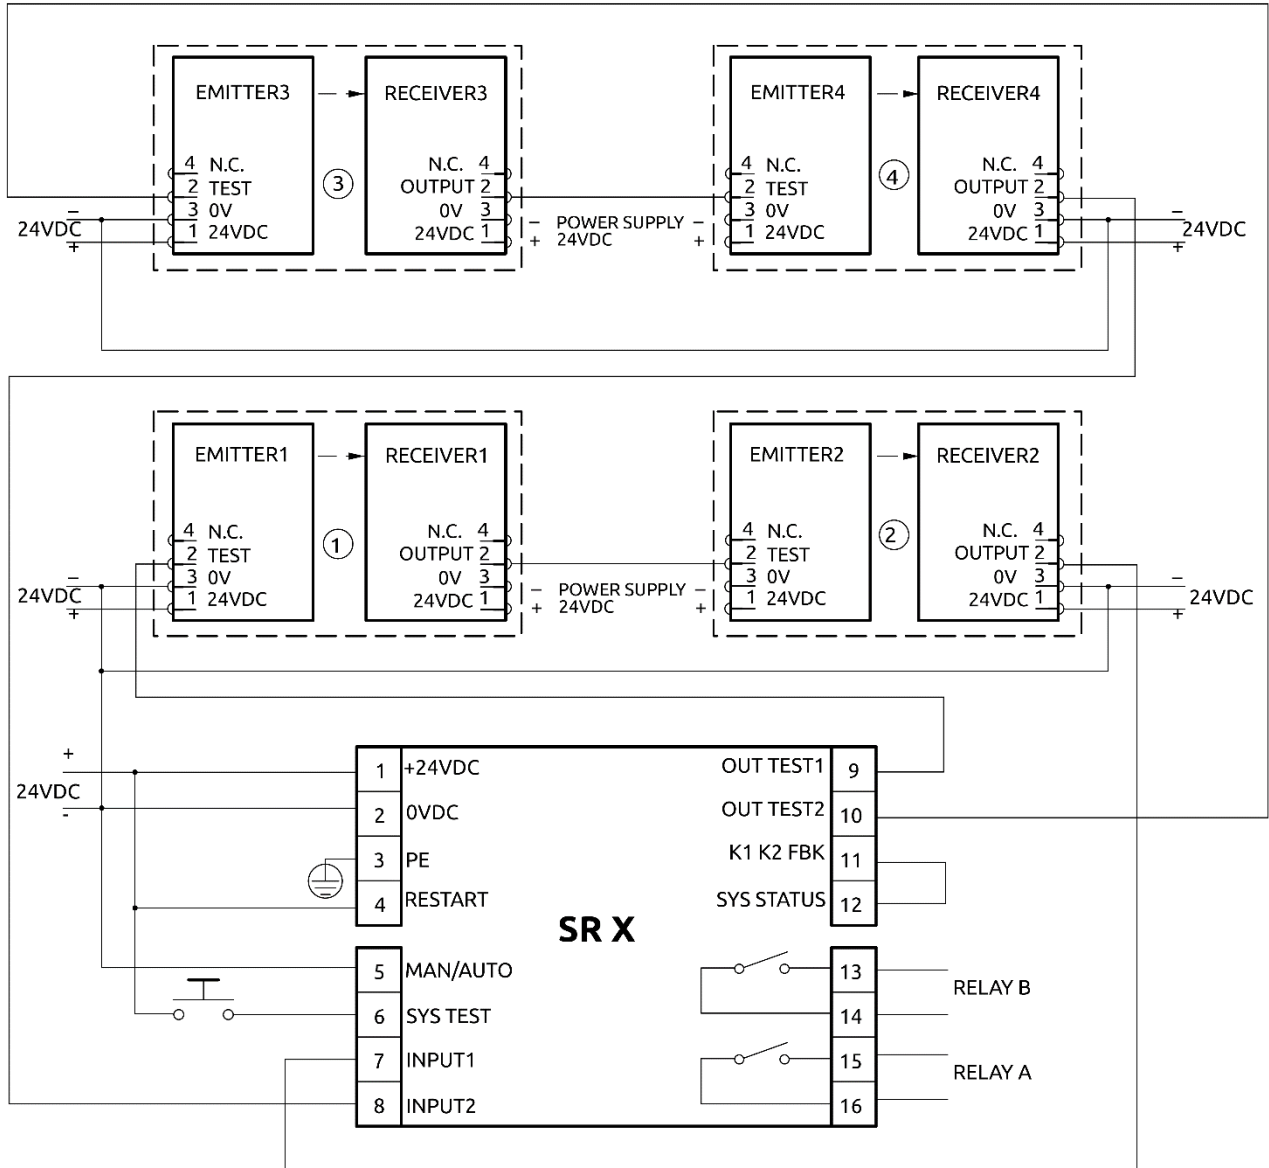 EMITTER3
RECEIVER3
4 N.C.
2 TEST
3 0V
1 24VDC
3
N.C. 4
OUTPUT 2
0V 3
24VDC 1
−
24VDC
+
− POWER SUPPLY −
+ 24VDC +
EMITTER4
RECEIVER4
4 N.C.
2 TEST
3 0V
1 24VDC
4
N.C. 4
OUTPUT 2
0V 3
24VDC 1
−
24VDC
+
EMITTER1
RECEIVER1
4 N.C.
2 TEST
3 0V
1 24VDC
1
N.C. 4
OUTPUT 2
0V 3
24VDC 1
−
24VDC
+
− POWER SUPPLY −
+ 24VDC +
EMITTER2
RECEIVER2
4 N.C.
2 TEST
3 0V
1 24VDC
2
N.C. 4
OUTPUT 2
0V 3
24VDC 1
−
24VDC
+
+
24VDC
-
1 +24VDC
2 0VDC
3 PE
4 RESTART
5 MAN/AUTO
6 SYS TEST
7 INPUT1
8 INPUT2
SR X
OUT TEST1 9
OUT TEST2 10
K1 K2 FBK 11
SYS STATUS 12
13
RELAY B
14
15
RELAY A
16